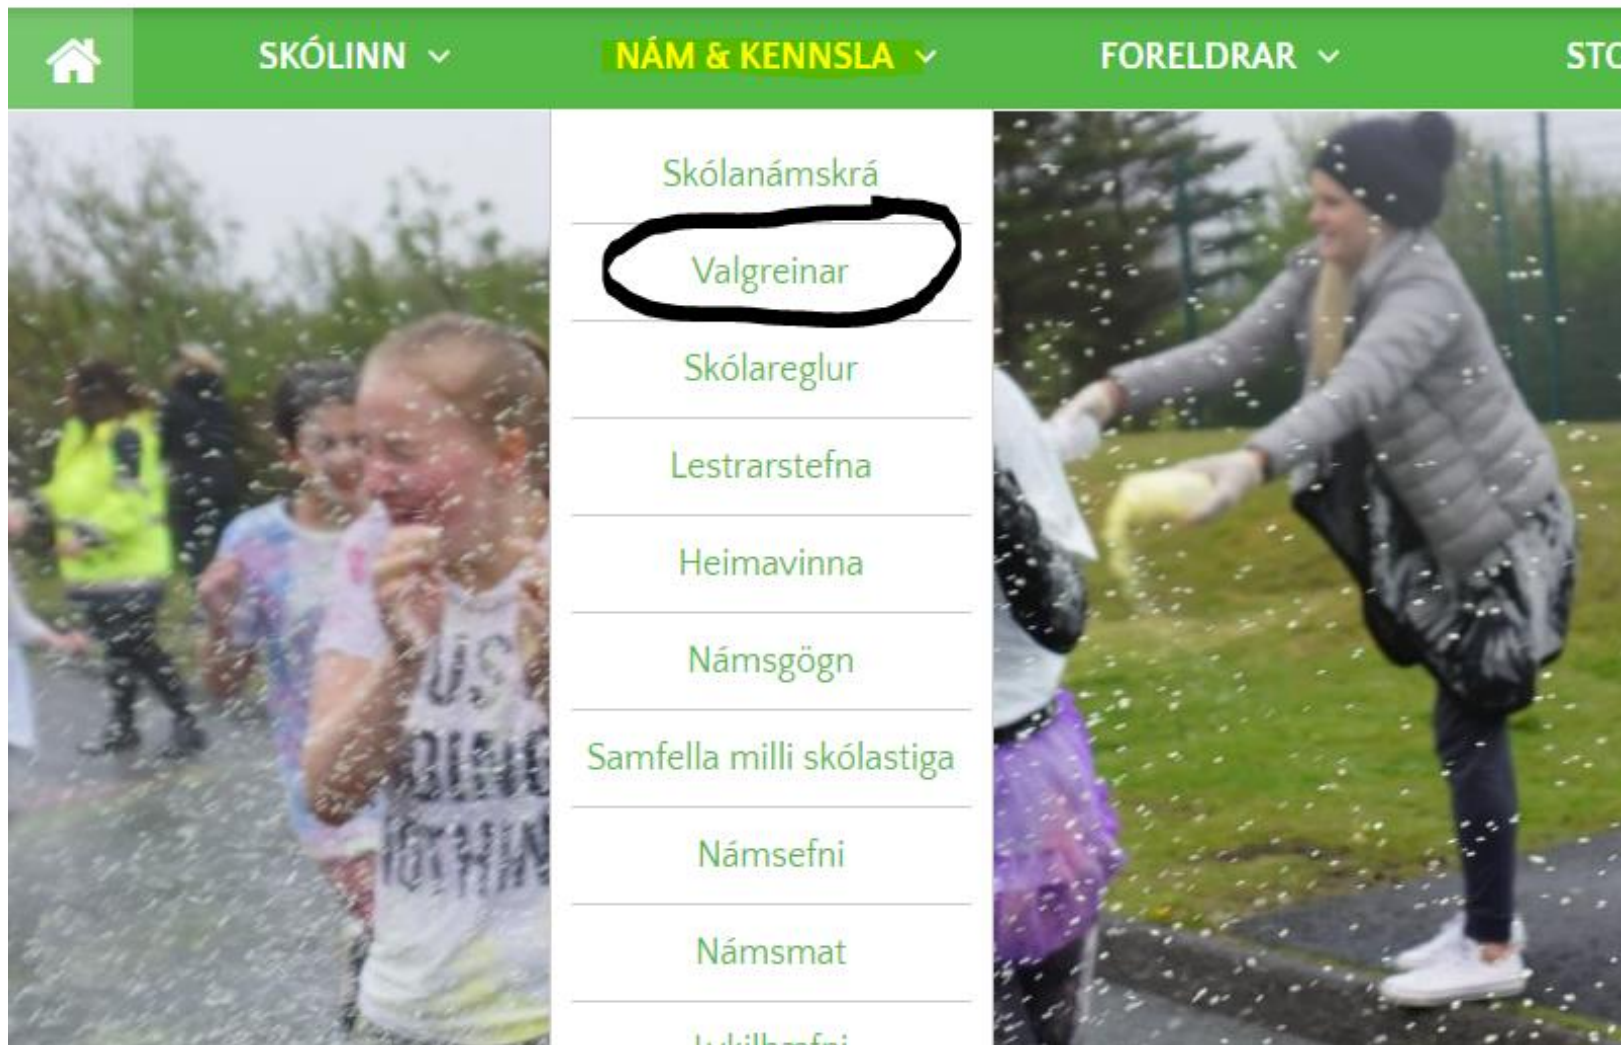 SKÓLINN
NÁM & KENNSLA
FORELDRAR
Skólanámskrá
Valgreinar
Skólareglur
Lestrarstefna
Heimavinna
Námsgögn
Samfella milli skólastiga
Námsefni
Námsmat